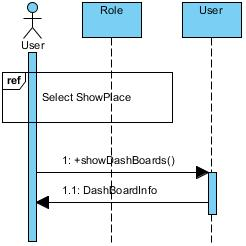 Role
User
User
ref
Select ShowPlace
1: +showDashBoards()
1.1: DashBoardInfo